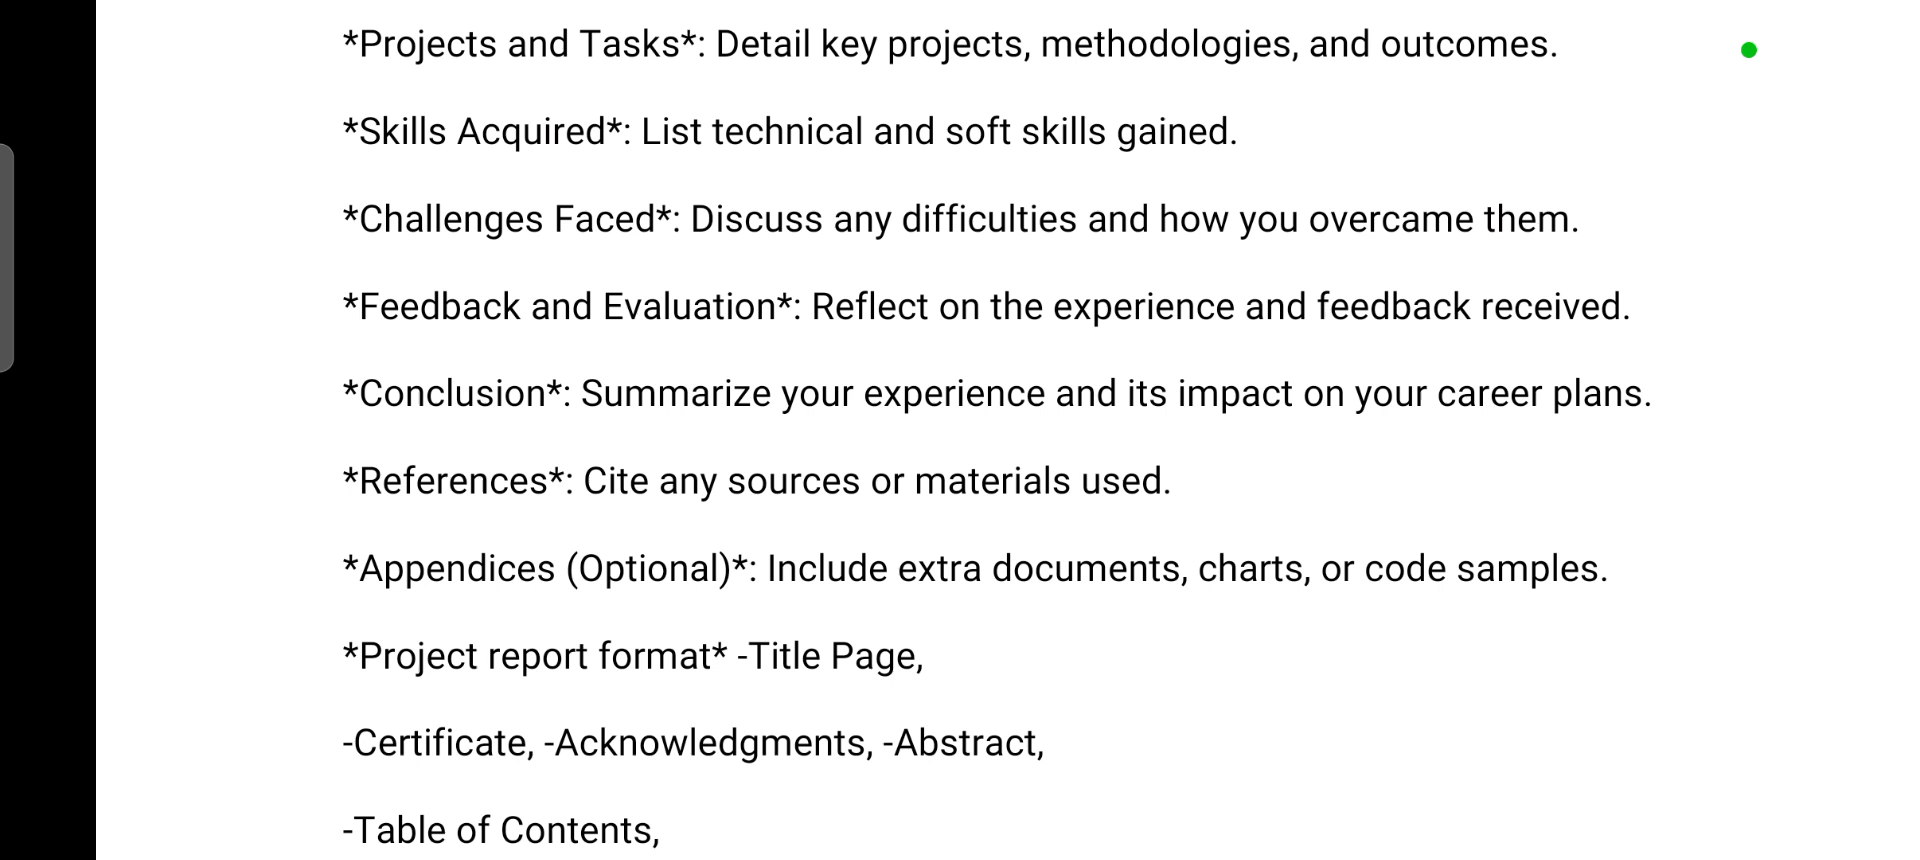 *Projects and Tasks*: Detail key projects, methodologies, and outcomes.
*Skills Acquired*: List technical and soft skills gained.
*Challenges Faced*: Discuss any difficulties and how you overcame them.
*Feedback and Evaluation*: Reflect on the experience and feedback received.
*Conclusion*: Summarize your experience and its impact on your career plans.
*References*: Cite any sources or materials used.
*Appendices (Optional)*: Include extra documents, charts, or code samples.
*Project report format* -Title Page,
-Certificate, -Acknowledgments, -Abstract,
-Table of Contents,